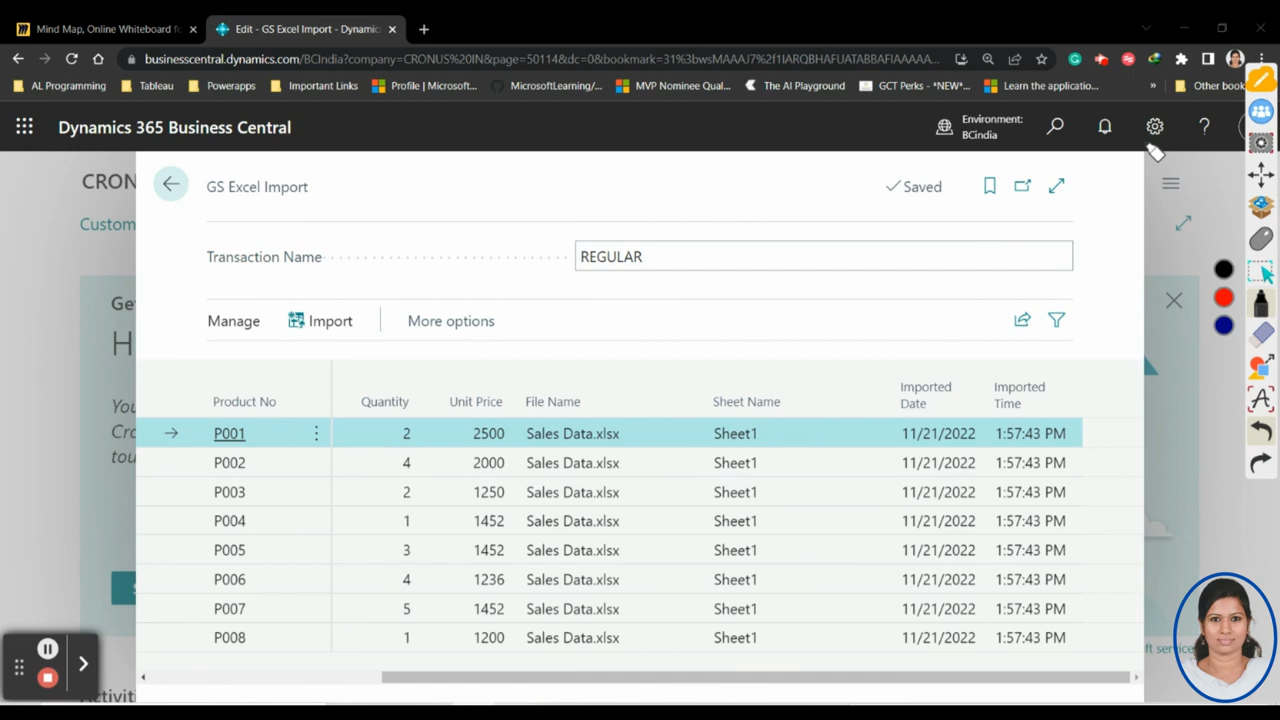 Mind Map, Online Whiteboard fo
Edit - GS Excel Import - Dynamic
businesscentral.dynamics.com/BCIndia?company=CRONUS%20IN&page=50114&dc=0&bookmark=31%3bwsMAAAJ7%2f1IARQBHAFUATABBAFIAAAAA...
AL Programming Tableau Powerapps Important Links Profile | Microsoft... MicrosoftLearning/... MVP Nominee Qual... The AI Playground GCT Perks - *NEW*... Learn the applicatio... » Other book
Dynamics 365 Business Central
Environment:
BCindia
CRON
GS Excel Import
Saved
Custom
Transaction Name
REGULAR
Ge
H
Manage Import More options
You
Cro
tou
Product No Quantity Unit Price File Name Sheet Name Imported Date Imported Time
P001 2 2500 Sales Data.xlsx Sheet1 11/21/2022 1:57:43 PM
P002 4 2000 Sales Data.xlsx Sheet1 11/21/2022 1:57:43 PM
P003 2 1250 Sales Data.xlsx Sheet1 11/21/2022 1:57:43 PM
P004 1 1452 Sales Data.xlsx Sheet1 11/21/2022 1:57:43 PM
P005 3 1452 Sales Data.xlsx Sheet1 11/21/2022 1:57:43 PM
P006 4 1236 Sales Data.xlsx Sheet1 11/21/2022 1:57:43 PM
P007 5 1452 Sales Data.xlsx Sheet1 11/21/2022 1:57:43 PM
P008 1 1200 Sales Data.xlsx Sheet1 11/21/2022 1:57:43 PM
ft service
Activiti